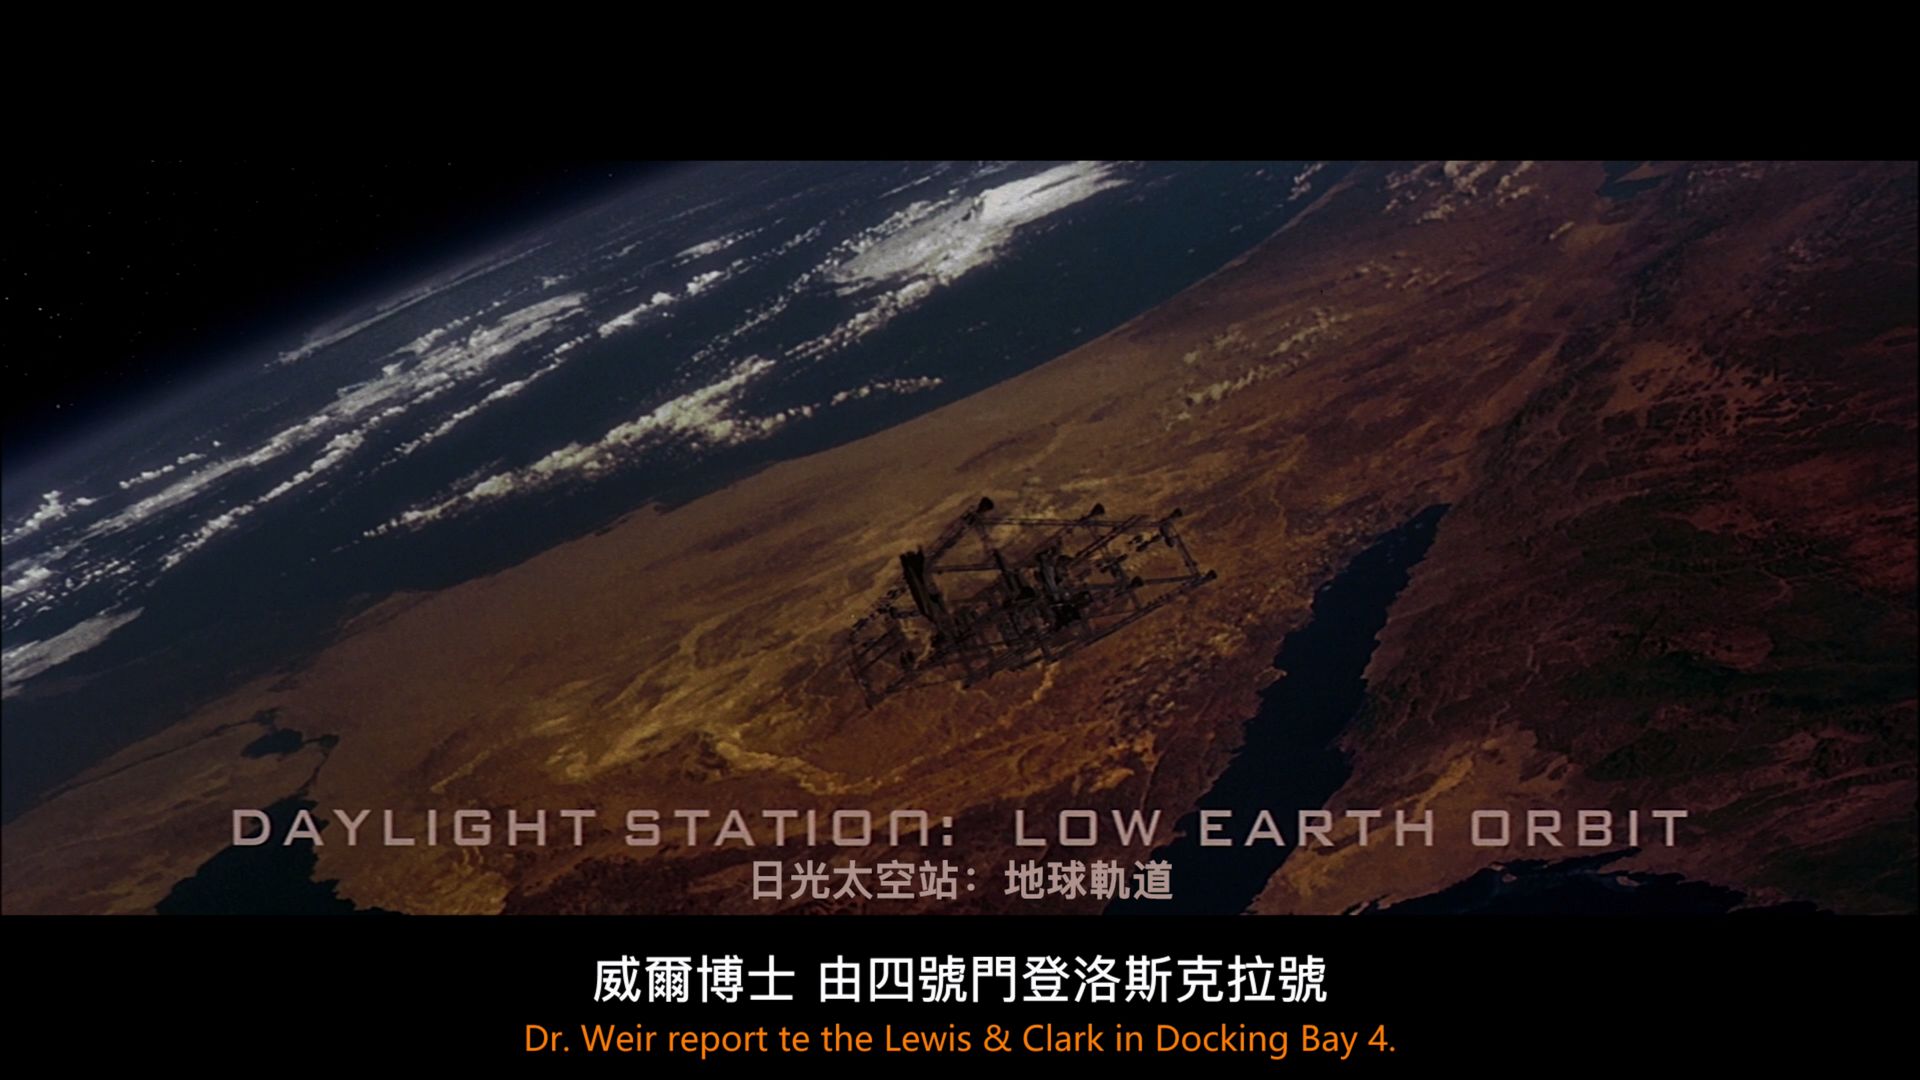 DAYLIGHT STATION: LOW EARTH ORBIT
日光太空站：地球軌道
威爾博士 由四號門登洛斯克拉號
Dr. Weir report te the Lewis & Clark in Docking Bay 4.